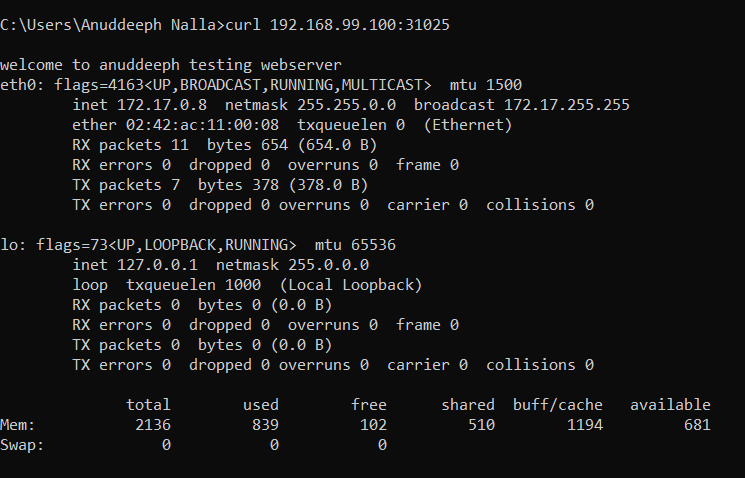 C:\Users\Anuddeeph Nalla>curl 192.168.99.100:31025
welcome to anuddeeph testing webserver
eth0: flags=4163<UP,BROADCAST,RUNNING,MULTICAST>  mtu 1500
        inet 172.17.0.8  netmask 255.255.0.0  broadcast 172.17.255.255
        ether 02:42:ac:11:00:08  txqueuelen 0  (Ethernet)
        RX packets 11  bytes 654 (654.0 B)
        RX errors 0  dropped 0  overruns 0  frame 0
        TX packets 7  bytes 378 (378.0 B)
        TX errors 0  dropped 0 overruns 0  carrier 0  collisions 0
lo: flags=73<UP,LOOPBACK,RUNNING>  mtu 65536
        inet 127.0.0.1  netmask 255.0.0.0
        loop  txqueuelen 1000  (Local Loopback)
        RX packets 0  bytes 0 (0.0 B)
        RX errors 0  dropped 0  overruns 0  frame 0
        TX packets 0  bytes 0 (0.0 B)
        TX errors 0  dropped 0 overruns 0  carrier 0  collisions 0
              total        used        free      shared  buff/cache   available
Mem:           2136         839         102         510        1194         681
Swap:             0           0           0